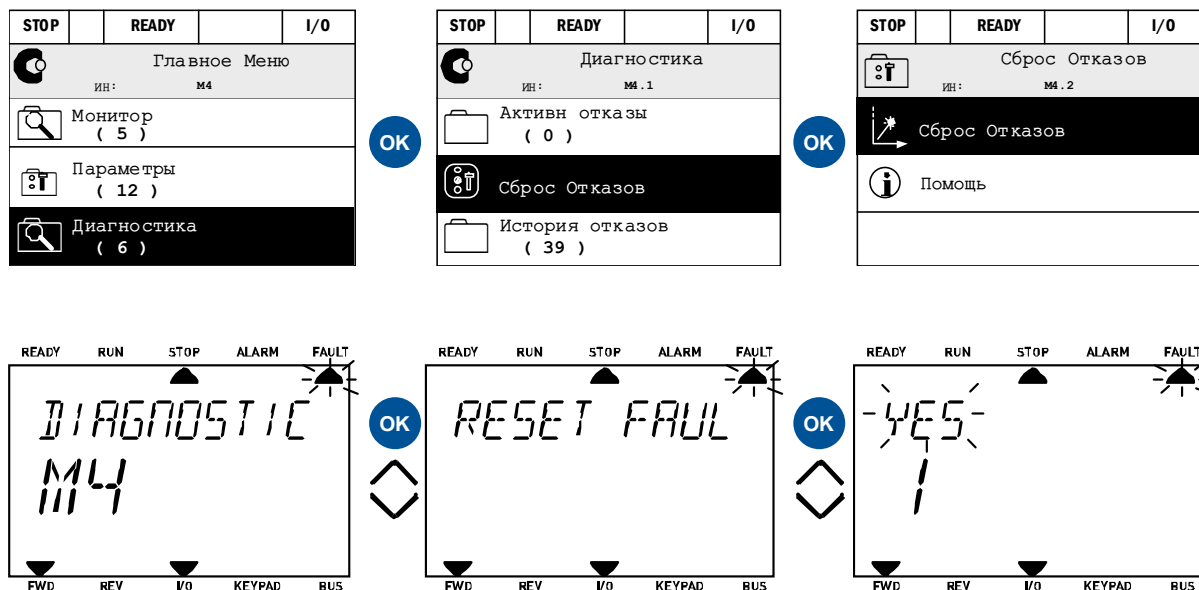 STOP READY I/O
Главное Меню
ИН: M4
Монитор
( 5 )
Параметры
( 12 )
Диагностика
( 6 )
OK
STOP READY I/O
Диагностика
ИН: M4.1
Активн отказы
( 0 )
Сброс Отказов
История отказов
( 39 )
OK
STOP READY I/O
Сброс Отказов
ИН: M4.2
Сброс Отказов
Помощь
READY RUN STOP ALARM FAULT
DIAGNOSTIC
M4
FWD REV I/O KEYPAD BUS
OK
READY RUN STOP ALARM FAULT
RESET FAUL
FWD REV I/O KEYPAD BUS
OK
READY RUN STOP ALARM FAULT
YES
1
FWD REV I/O KEYPAD BUS